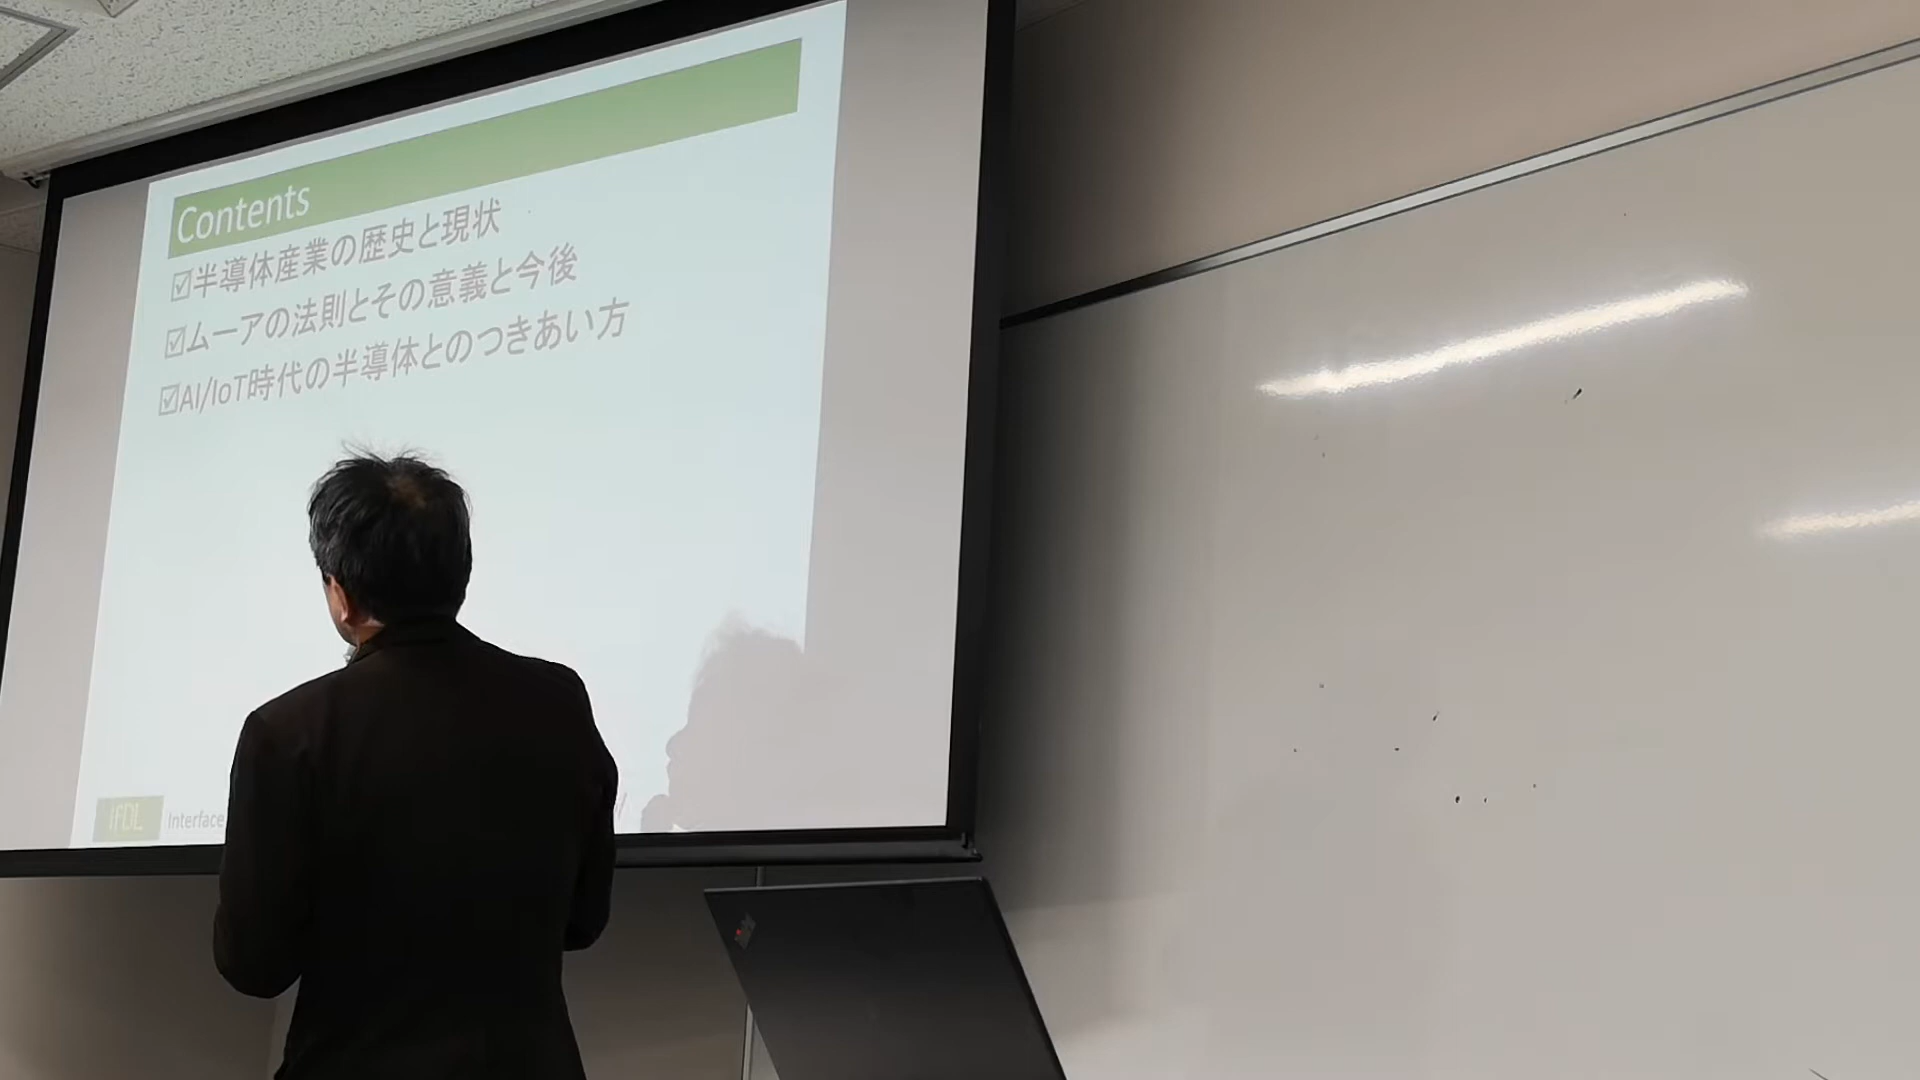 Contents
☑半導体産業の歴史と現状
☑ムーアの法則とその意義と今後
☑AI/IoT時代の半導体とのつきあい方
IFDL Interface